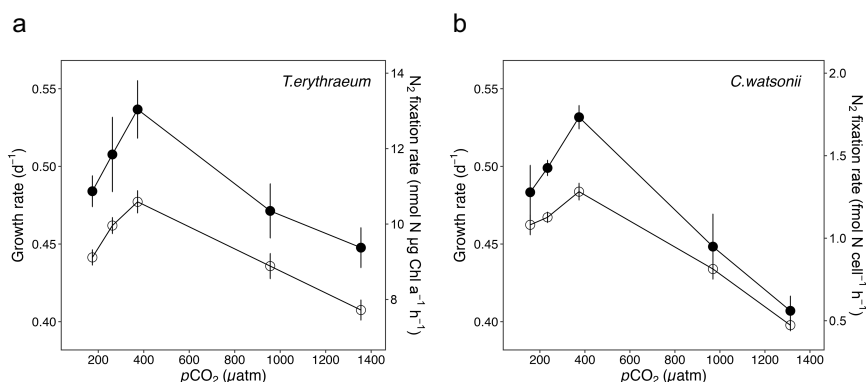 a
T.erythraeum
Growth rate (d⁻¹)
0.55
0.50
0.45
0.40
14
12
10
8
N₂ fixation rate (nmol N µg Chl a⁻¹ h⁻¹)
200 400 600 800 1000 1200 1400
pCO₂ (µatm)
b
C.watsonii
Growth rate (d⁻¹)
0.55
0.50
0.45
0.40
2.0
1.5
1.0
0.5
N₂ fixation rate (fmol N cell⁻¹ h⁻¹)
200 400 600 800 1000 1200 1400
pCO₂ (µatm)